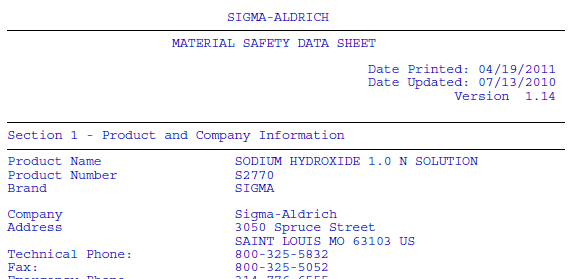 SIGMA-ALDRICH
MATERIAL SAFETY DATA SHEET
Date Printed: 04/19/2011
Date Updated: 07/13/2010
Version 1.14
Section 1 - Product and Company Information
Product Name SODIUM HYDROXIDE 1.0 N SOLUTION
Product Number S2770
Brand SIGMA
Company Sigma-Aldrich
Address 3050 Spruce Street
SAINT LOUIS MO 63103 US
Technical Phone: 800-325-5832
Fax: 800-325-5052